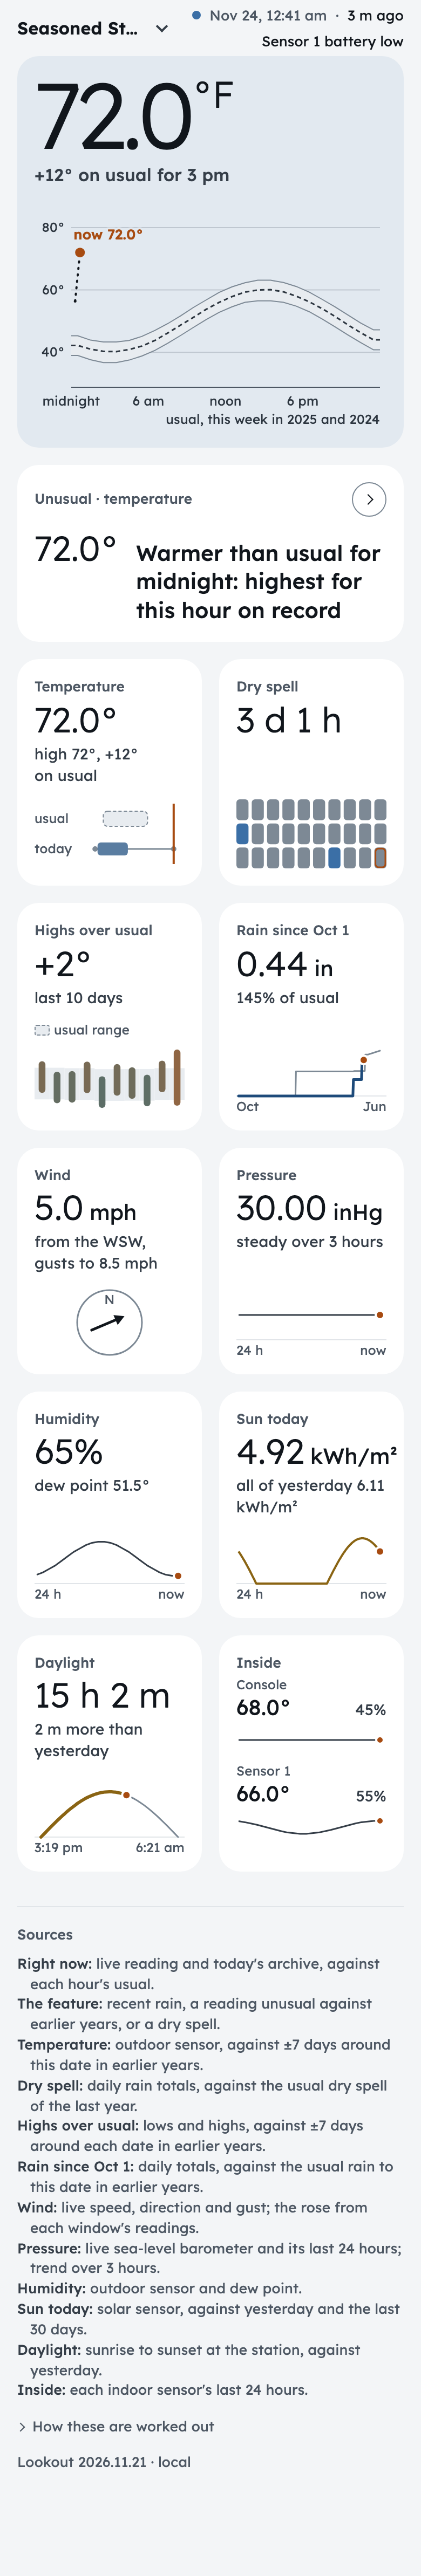 Seasoned St...
Nov 24, 12:41 am · 3 m ago
Sensor 1 battery low
72.0°F
+12° on usual for 3 pm
80°
now 72.0°
60°
40°
midnight 6 am noon 6 pm
usual, this week in 2025 and 2024
Unusual · temperature
72.0°
Warmer than usual for
midnight: highest for
this hour on record
Temperature
72.0°
high 72°, +12°
on usual
usual
today
Dry spell
3 d 1 h
Highs over usual
+2°
last 10 days
usual range
Rain since Oct 1
0.44 in
145% of usual
Oct Jun
Wind
5.0 mph
from the WSW,
gusts to 8.5 mph
N
Pressure
30.00 inHg
steady over 3 hours
24 h now
Humidity
65%
dew point 51.5°
24 h now
Sun today
4.92 kWh/m²
all of yesterday 6.11
kWh/m²
24 h now
Daylight
15 h 2 m
2 m more than
yesterday
3:19 pm 6:21 am
Inside
Console
68.0° 45%
Sensor 1
66.0° 55%
Sources
Right now: live reading and today's archive, against
each hour's usual.
The feature: recent rain, a reading unusual against
earlier years, or a dry spell.
Temperature: outdoor sensor, against ±7 days around
this date in earlier years.
Dry spell: daily rain totals, against the usual dry spell
of the last year.
Highs over usual: lows and highs, against ±7 days
around each date in earlier years.
Rain since Oct 1: daily totals, against the usual rain to
this date in earlier years.
Wind: live speed, direction and gust; the rose from
each window's readings.
Pressure: live sea-level barometer and its last 24 hours;
trend over 3 hours.
Humidity: outdoor sensor and dew point.
Sun today: solar sensor, against yesterday and the last
30 days.
Daylight: sunrise to sunset at the station, against
yesterday.
Inside: each indoor sensor's last 24 hours.
How these are worked out
Lookout 2026.11.21 · local